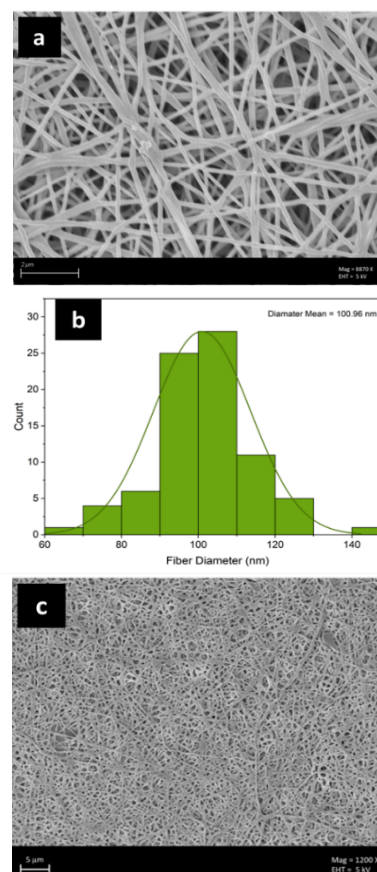 a
2μm
Mag = 8870 X
EHT = 5 kV
b
Diamater Mean = 100.96 nm
30
25
20
15
10
5
0
Count
60 80 100 120 140
Fiber Diameter (nm)
c
5 μm
Mag = 1200 X
EHT = 5 kV